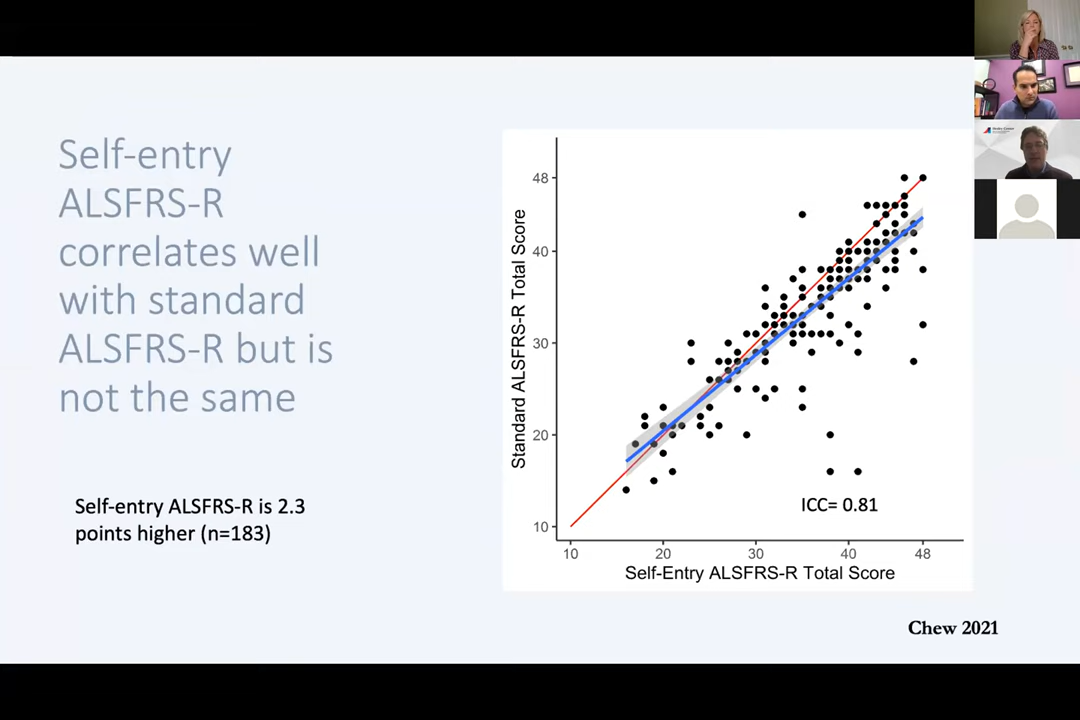 Self-entry
ALSFRS-R
correlates well
with standard
ALSFRS-R but is
not the same
Self-entry ALSFRS-R is 2.3
points higher (n=183)
Standard ALSFRS-R Total Score
48
40
30
20
10
ICC= 0.81
10 20 30 40 48
Self-Entry ALSFRS-R Total Score
Chew 2021